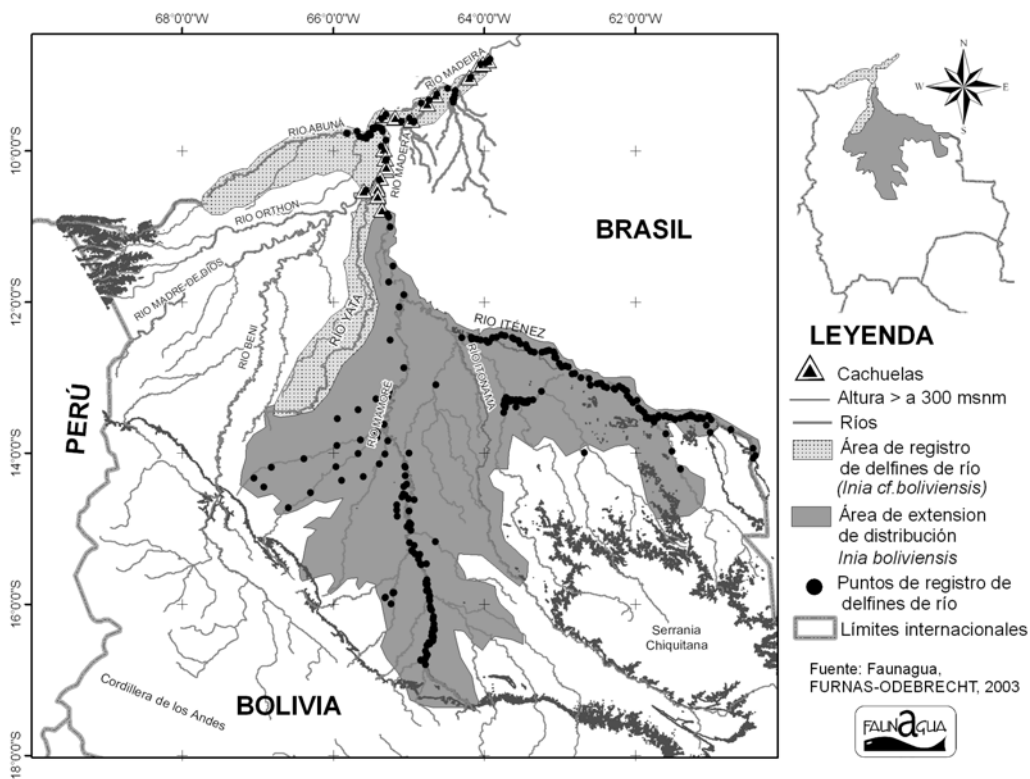 68°0'0"W
66°0'0"W
64°0'0"W
62°0'0"W
10°0'0"S
12°0'0"S
14°0'0"S
16°0'0"S
18°0'0"S
RIO MADEIRA
RIO ABUNÁ
RIO MADERA
RIO ORTHON
RIO MADRE DE DIOS
RIO BENI
RÍO YATA
RIO MAMORÉ
RIO ITÉNEZ
RÍO ITONAMA
BRASIL
PERÚ
BOLIVIA
Cordillera de los Andes
Serrania
Chiquitana
N
W
E
S
LEYENDA
Cachuelas
Altura > a 300 msnm
Ríos
Área de registro
de delfines de río
(Inia cf.boliviensis)
Área de extension
de distribución
Inia boliviensis
Puntos de registro de
delfines de río
Límites internacionales
Fuente: Faunagua,
FURNAS-ODEBRECHT, 2003
FAUNAGUA